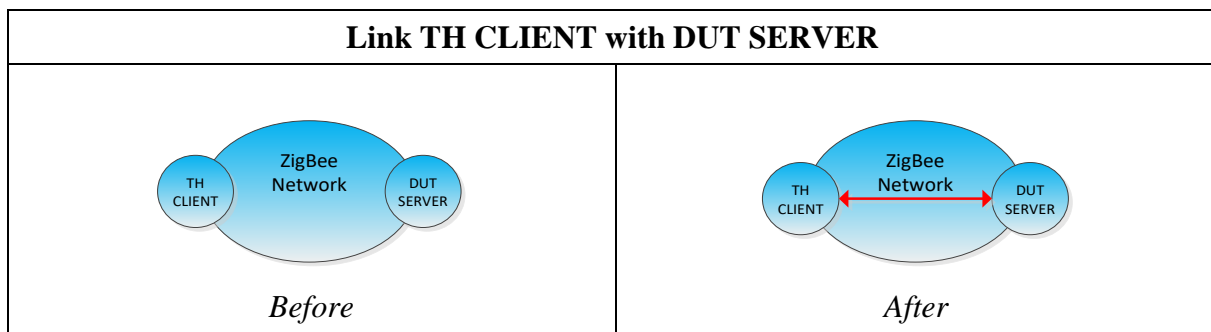 Link TH CLIENT with DUT SERVER
ZigBee
Network
TH
CLIENT
DUT
SERVER
Before
ZigBee
Network
TH
CLIENT
DUT
SERVER
After